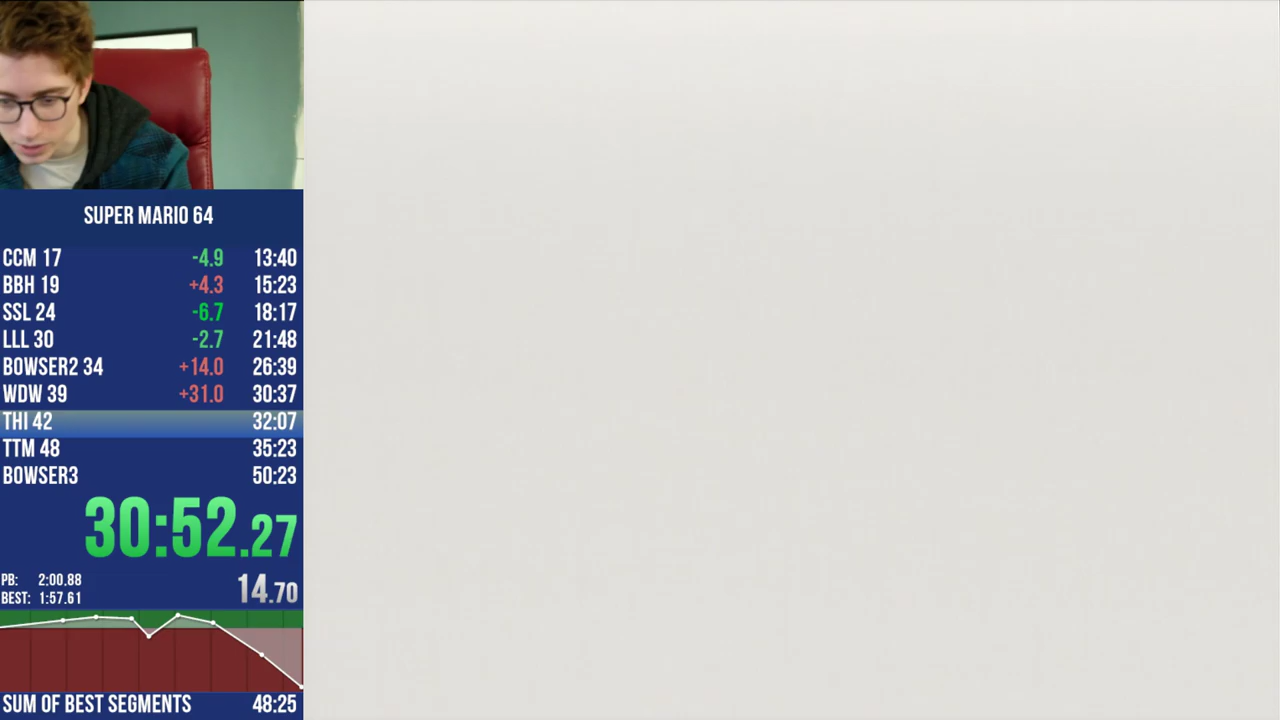 SUPER MARIO 64
CCM 17 -4.9 13:40
BBH 19 +4.3 15:23
SSL 24 -6.7 18:17
LLL 30 -2.7 21:48
BOWSER2 34 +14.0 26:39
WDW 39 +31.0 30:37
THI 42 32:07
TTM 48 35:23
BOWSER3 50:23
30:52.27
PB: 2:00.88 14.70
BEST: 1:57.61
SUM OF BEST SEGMENTS 48:25